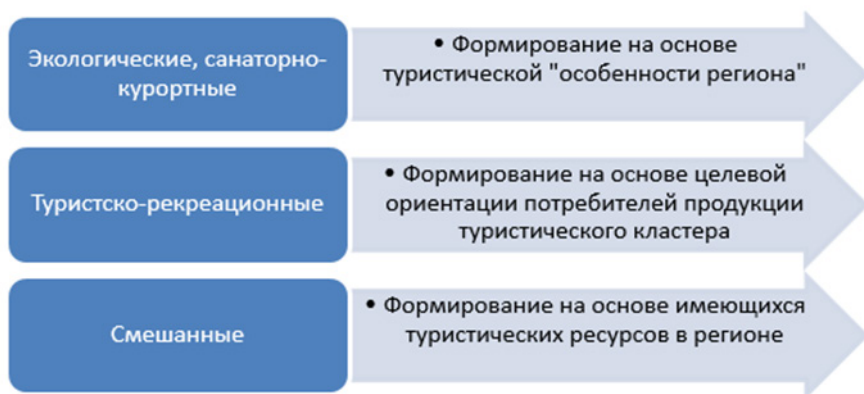 Экологические, санаторно-
курортные
• Формирование на основе
туристической "особенности региона"
Туристско-рекреационные
• Формирование на основе целевой
ориентации потребителей продукции
туристического кластера
Смешанные
• Формирование на основе имеющихся
туристических ресурсов в регионе